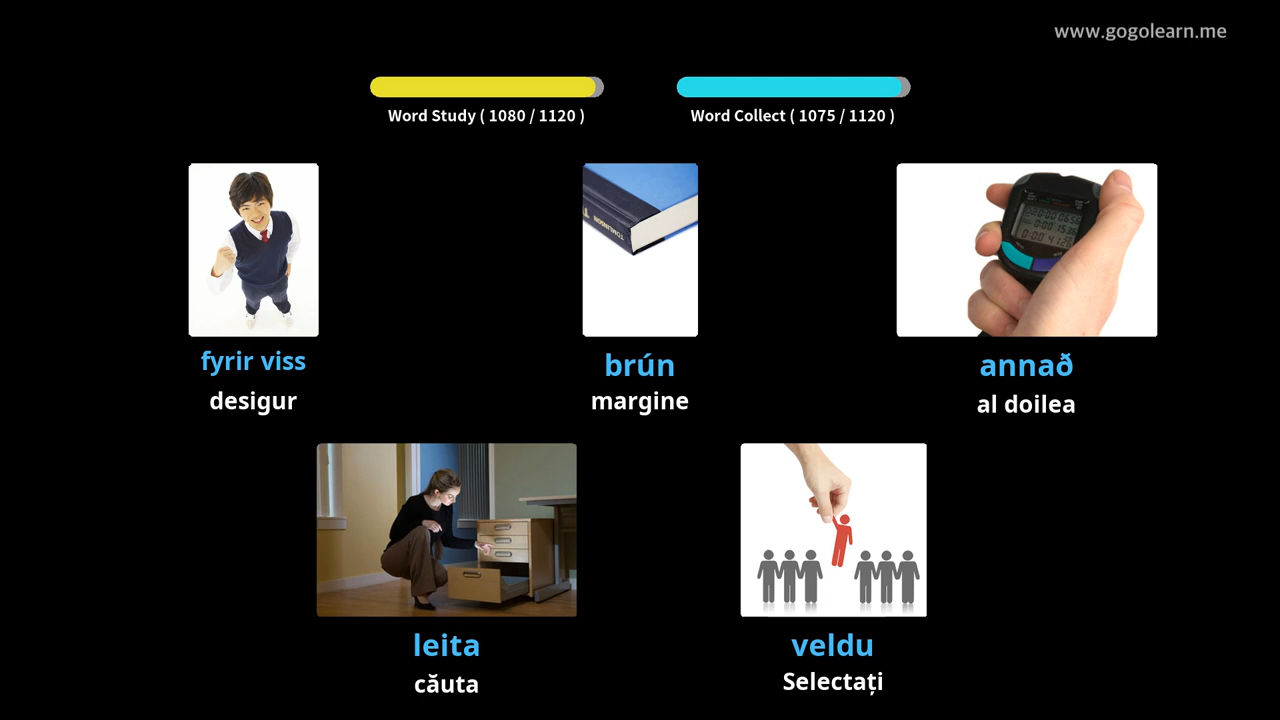 www.gogolearn.me
Word Study ( 1080 / 1120 )
Word Collect ( 1075 / 1120 )
TOMLINSON
fyrir viss
desigur
brún
margine
annað
al doilea
leita
căuta
veldu
Selectați